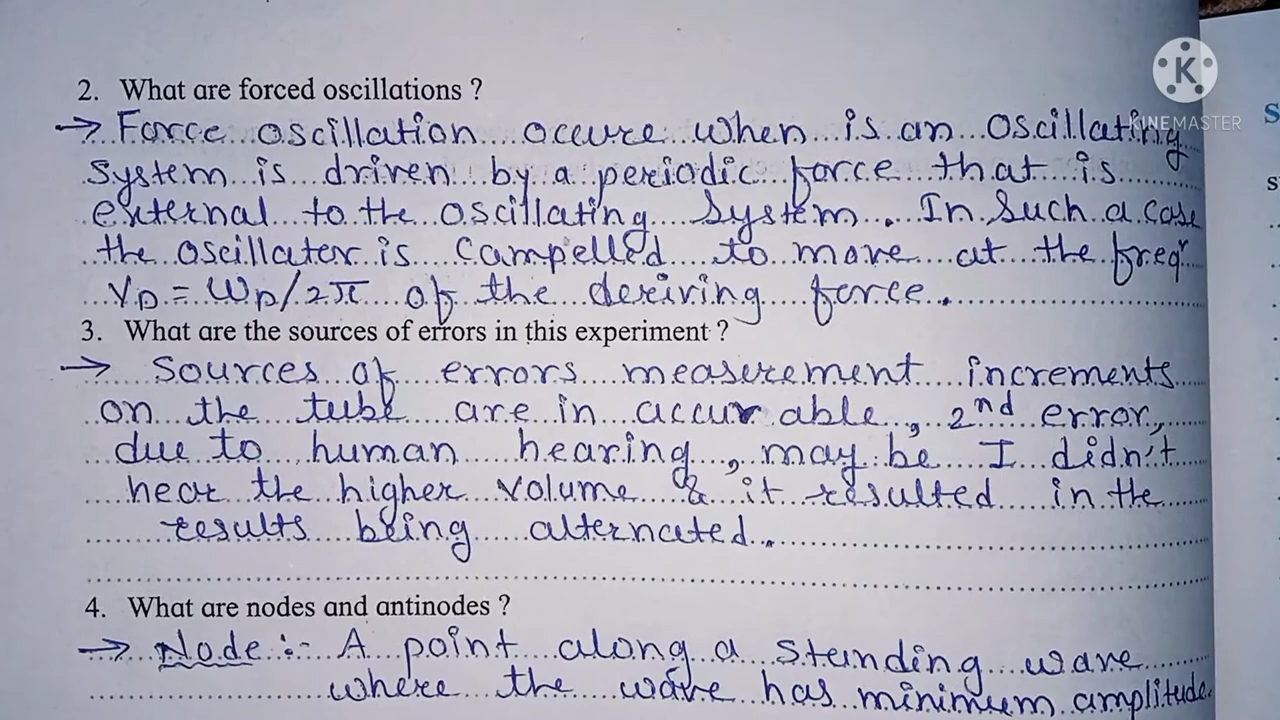 2. What are forced oscillations ?
KINEMASTER
→ Force oscillation occure when is an oscillating
System is driven by a periodic force that is
external to the oscillating System. In Such a case
the oscillator is Campelled to move at the freqr
VD = WD/2π of the deriving force.
3. What are the sources of errors in this experiment ?
→ Sources of errors measurement increments
on the tube are in accurable, 2nd error,
due to human hearing, may be I didn't
hear the higher volume & it resulted in the
results being alternated.
4. What are nodes and antinodes ?
→ Node :- A point along a standing wave
where the wave has minimum amplitude.